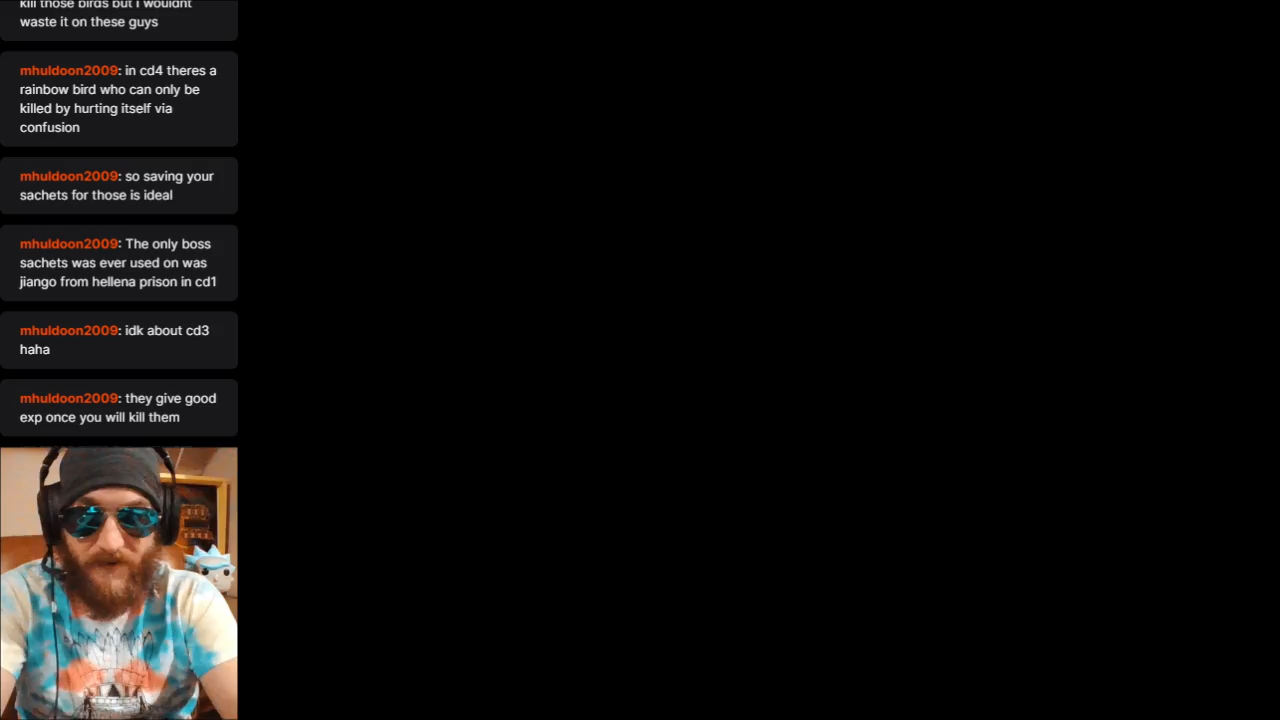 kill those birds but i wouldnt
waste it on these guys
mhuldoon2009: in cd4 theres a
rainbow bird who can only be
killed by hurting itself via
confusion
mhuldoon2009: so saving your
sachets for those is ideal
mhuldoon2009: The only boss
sachets was ever used on was
jiango from hellena prison in cd1
mhuldoon2009: idk about cd3
haha
mhuldoon2009: they give good
exp once you will kill them